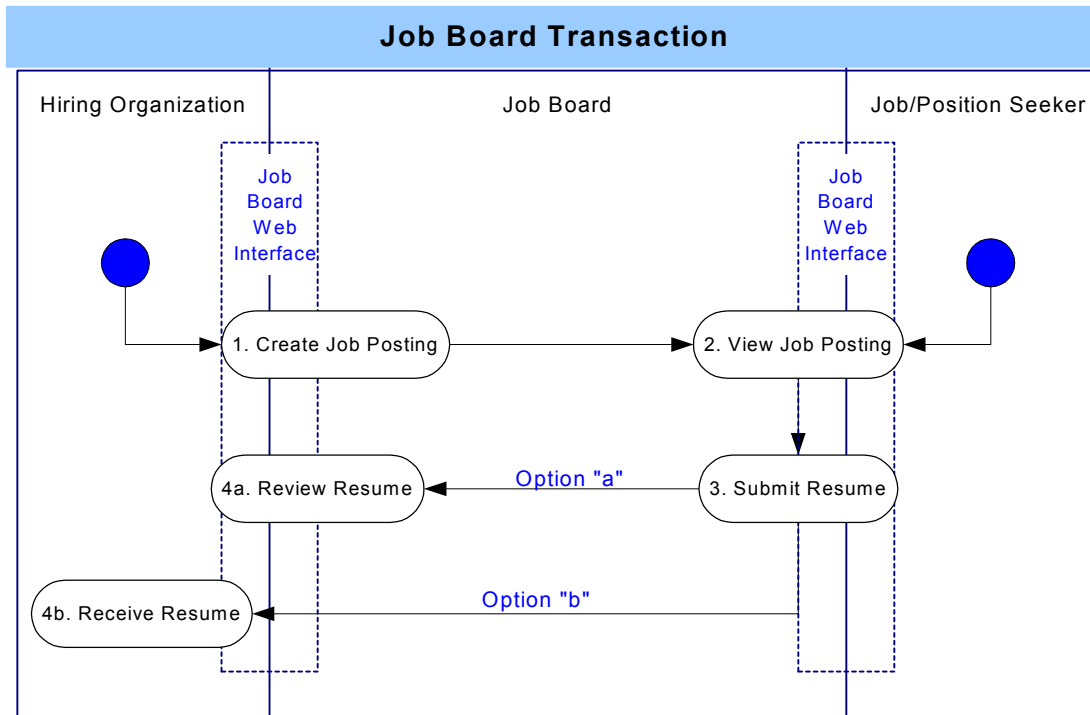 Job Board Transaction
Hiring Organization
Job Board
Job/Position Seeker
Job
Board
Web
Interface
Job
Board
Web
Interface
1. Create Job Posting
2. View Job Posting
4a. Review Resume
Option "a"
3. Submit Resume
4b. Receive Resume
Option "b"